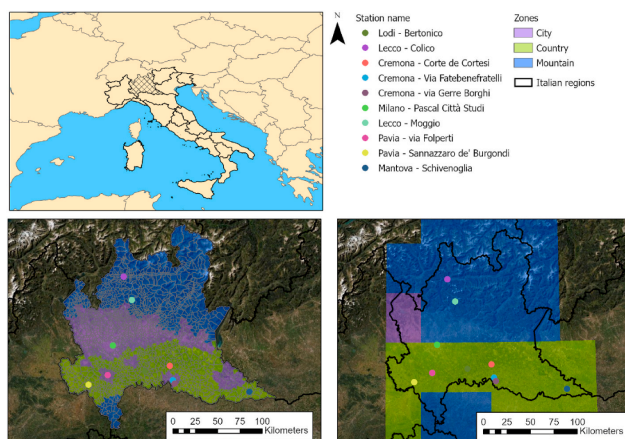 N
Station name
Lodi - Bertonico
Lecco - Colico
Cremona - Corte de Cortesi
Cremona - Via Fatebenefratelli
Cremona - via Gerre Borghi
Milano - Pascal Città Studi
Lecco - Moggio
Pavia - via Folperti
Pavia - Sannazzaro de' Burgondi
Mantova - Schivenoglia
Zones
City
Country
Mountain
Italian regions
0 25 50 75 100
Kilometers
0 25 50 75 100
Kilometers